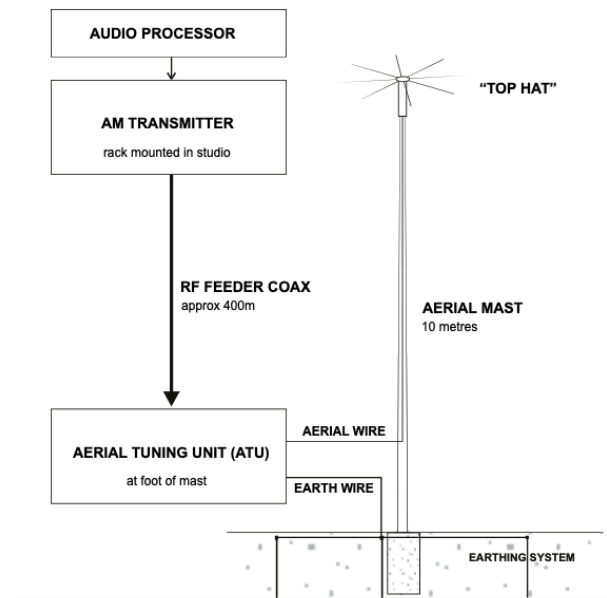 AUDIO PROCESSOR
AM TRANSMITTER
rack mounted in studio
“TOP HAT”
RF FEEDER COAX
approx 400m
AERIAL MAST
10 metres
AERIAL TUNING UNIT (ATU)
at foot of mast
AERIAL WIRE
EARTH WIRE
EARTHING SYSTEM